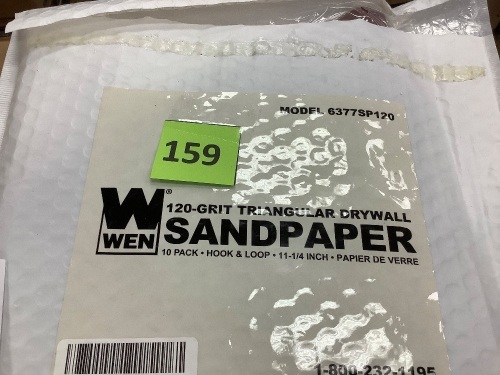 MODEL 6377SP120
159
W ®
WEN
120-GRIT TRIANGULAR DRYWALL
SANDPAPER
10 PACK • HOOK & LOOP • 11-1/4 INCH • PAPIER DE VERRE
1-800-232-1195